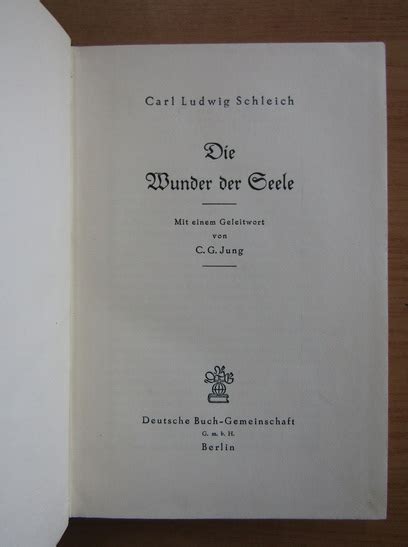 Carl Ludwig Schleich
Die
Wunder der Seele
Mit einem Geleitwort
von
C. G. Jung
Deutsche Buch-Gemeinschaft
G. m. b. H.
Berlin